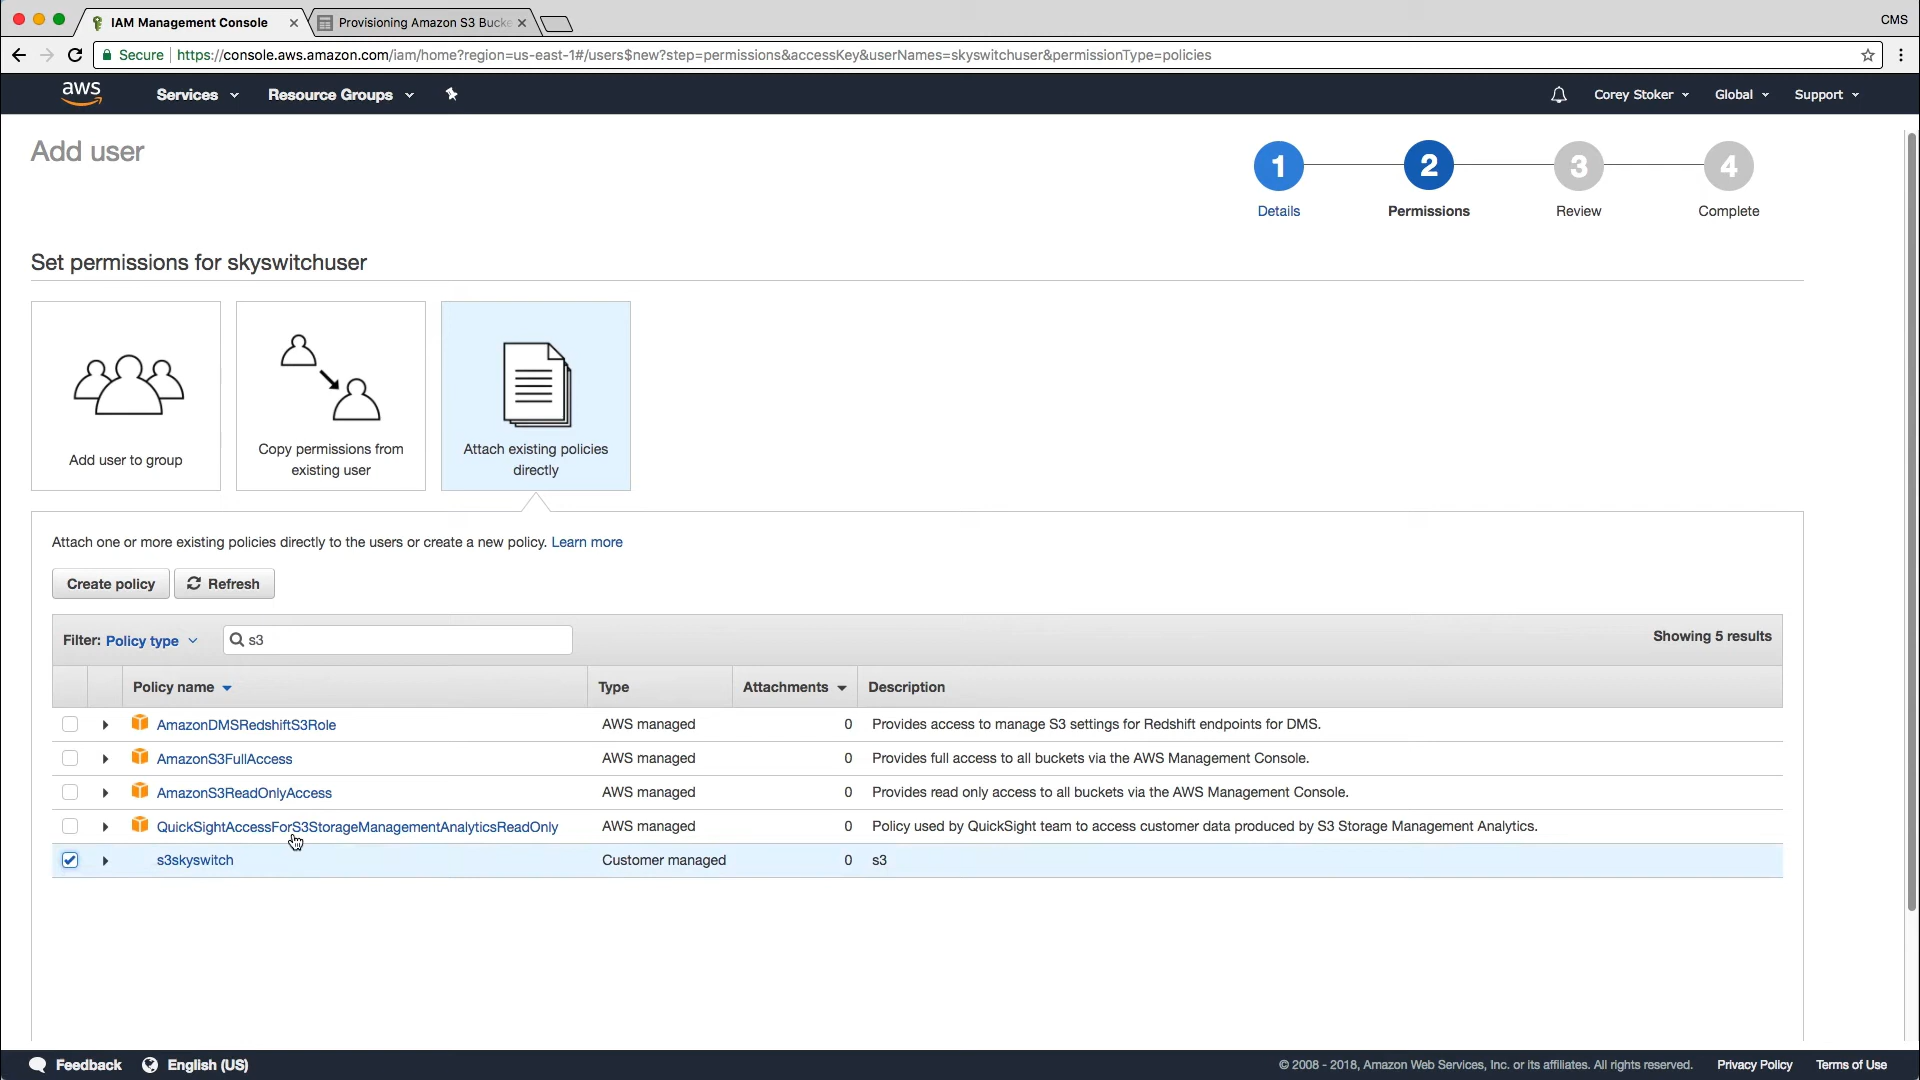 IAM Management Console
Provisioning Amazon S3 Bucke
CMS
Secure
https://console.aws.amazon.com/iam/home?region=us-east-1#/users$new?step=permissions&accessKey&userNames=skyswitchuser&permissionType=policies
aws
Services
Resource Groups
Corey Stoker
Global
Support
Add user
1
2
3
4
Details
Permissions
Review
Complete
Set permissions for skyswitchuser
Add user to group
Copy permissions from
existing user
Attach existing policies
directly
Attach one or more existing policies directly to the users or create a new policy. Learn more
Create policy
Refresh
Filter: Policy type
s3
Showing 5 results
Policy name Type Attachments Description
AmazonDMSRedshiftS3Role AWS managed 0 Provides access to manage S3 settings for Redshift endpoints for DMS.
AmazonS3FullAccess AWS managed 0 Provides full access to all buckets via the AWS Management Console.
AmazonS3ReadOnlyAccess AWS managed 0 Provides read only access to all buckets via the AWS Management Console.
QuickSightAccessForS3StorageManagementAnalyticsReadOnly AWS managed 0 Policy used by QuickSight team to access customer data produced by S3 Storage Management Analytics.
s3skyswitch Customer managed 0 s3
Feedback
English (US)
© 2008 - 2018, Amazon Web Services, Inc. or its affiliates. All rights reserved.
Privacy Policy
Terms of Use